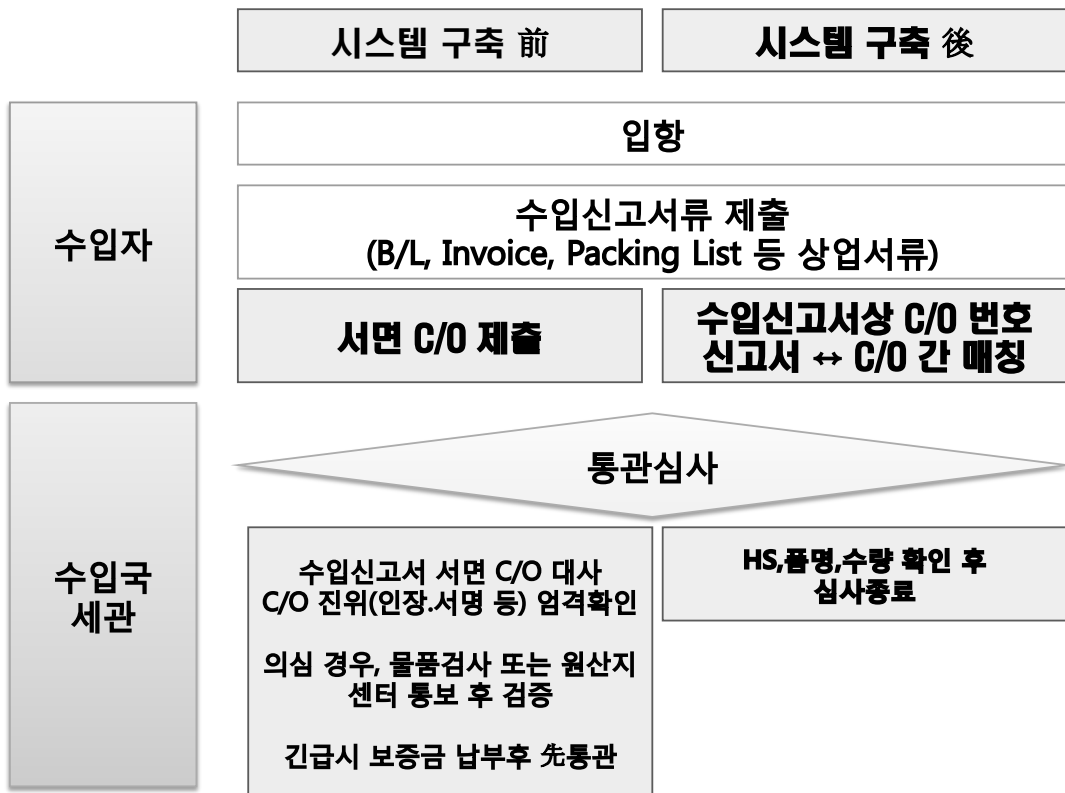 시스템 구축 前
시스템 구축 後
수입자
입항
수입신고서류 제출
(B/L, Invoice, Packing List 등 상업서류)
서면 C/O 제출
수입신고서상 C/O 번호
신고서 ↔ C/O 간 매칭
수입국
세관
통관심사
수입신고서 서면 C/O 대사
C/O 진위(인장.서명 등) 엄격확인
의심 경우, 물품검사 또는 원산지
센터 통보 후 검증
긴급시 보증금 납부후 先통관
HS,품명,수량 확인 후
심사종료